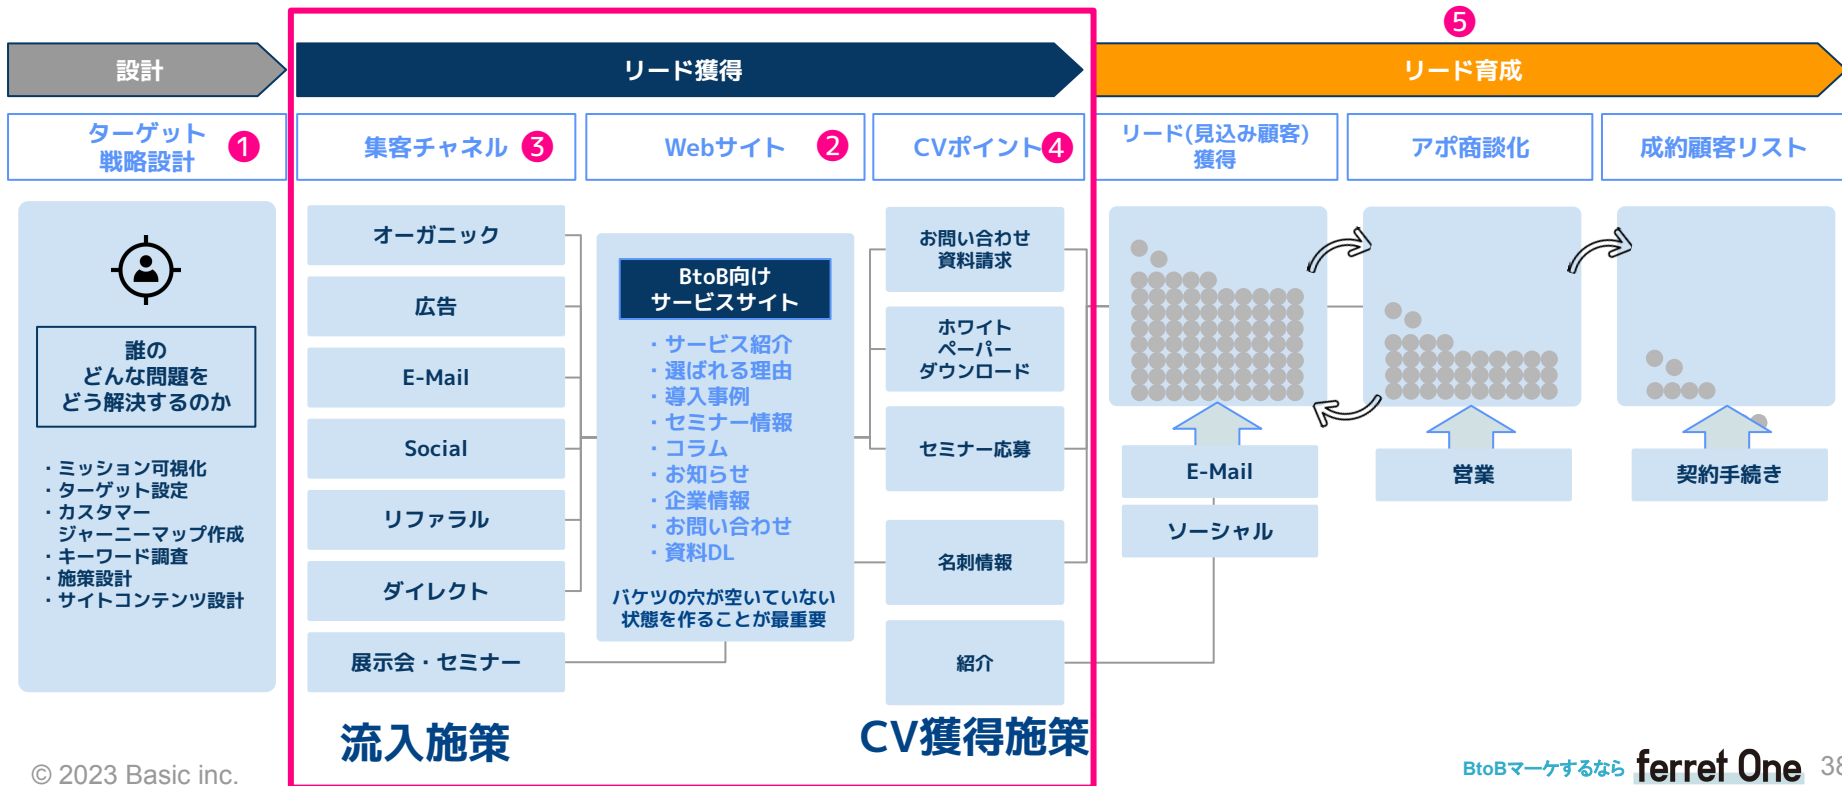 ❺
設計
リード獲得
リード育成
ターゲット
戦略設計
❶
集客チャネル ❸
Webサイト ❷
CVポイント ❹
リード(見込み顧客)
獲得
アポ商談化
成約顧客リスト
誰の
どんな問題を
どう解決するのか
・ミッション可視化
・ターゲット設定
・カスタマー
ジャーニーマップ作成
・キーワード調査
・施策設計
・サイトコンテンツ設計
オーガニック
広告
E-Mail
Social
リファラル
ダイレクト
展示会・セミナー
BtoB向け
サービスサイト
・サービス紹介
・選ばれる理由
・導入事例
・セミナー情報
・コラム
・お知らせ
・企業情報
・お問い合わせ
・資料DL
バケツの穴が空いていない
状態を作ることが最重要
お問い合わせ
資料請求
ホワイト
ペーパー
ダウンロード
セミナー応募
名刺情報
紹介
E-Mail
ソーシャル
営業
契約手続き
流入施策
CV獲得施策
© 2023 Basic inc.
BtoBマーケするなら ferret One
38